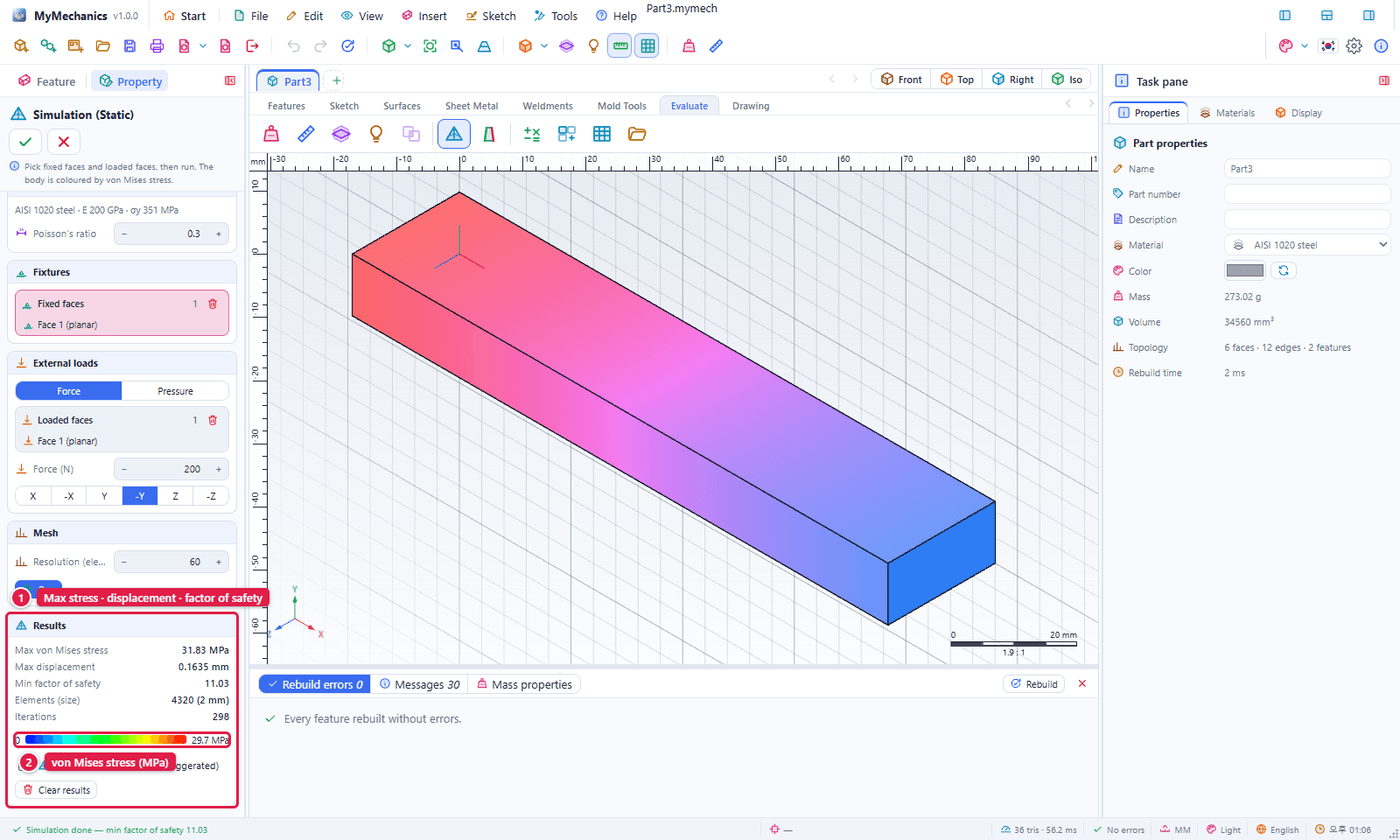 MyMechanics v1.0.0
Start
File
Edit
View
Insert
Sketch
Tools
Help
Part3.mymech
Feature
Property
Simulation (Static)
Pick fixed faces and loaded faces, then run. The
body is coloured by von Mises stress.
AISI 1020 steel · E 200 GPa · σy 351 MPa
Poisson's ratio
− 0.3 +
Fixtures
Fixed faces 1
Face 1 (planar)
External loads
Force
Pressure
Loaded faces 1
Face 1 (planar)
Force (N)
− 200 +
X -X Y -Y Z -Z
Mesh
Resolution (ele...
− 60 +
1 Max stress · displacement · factor of safety
Results
Max von Mises stress 31.83 MPa
Max displacement 0.1635 mm
Min factor of safety 11.03
Elements (size) 4320 (2 mm)
Iterations 298
0 29.7 MPa
2 von Mises stress (MPa)
ggerated)
Clear results
Part3
+
Front
Top
Right
Iso
Features
Sketch
Surfaces
Sheet Metal
Weldments
Mold Tools
Evaluate
Drawing
mm
-30 -20 -10 0 10 20 30 40 50 60 70 80 90
10
0
-10
-20
-30
-40
-50
-60
Y
X
Z
0 20 mm
1.9 : 1
Rebuild errors 0
Messages 30
Mass properties
Rebuild
Every feature rebuilt without errors.
Task pane
Properties
Materials
Display
Part properties
Name Part3
Part number
Description
Material AISI 1020 steel
Color
Mass 273.02 g
Volume 34560 mm³
Topology 6 faces · 12 edges · 2 features
Rebuild time 2 ms
Simulation done — min factor of safety 11.03
—
36 tris · 56.2 ms
No errors
MM
Light
English
오후 01:06